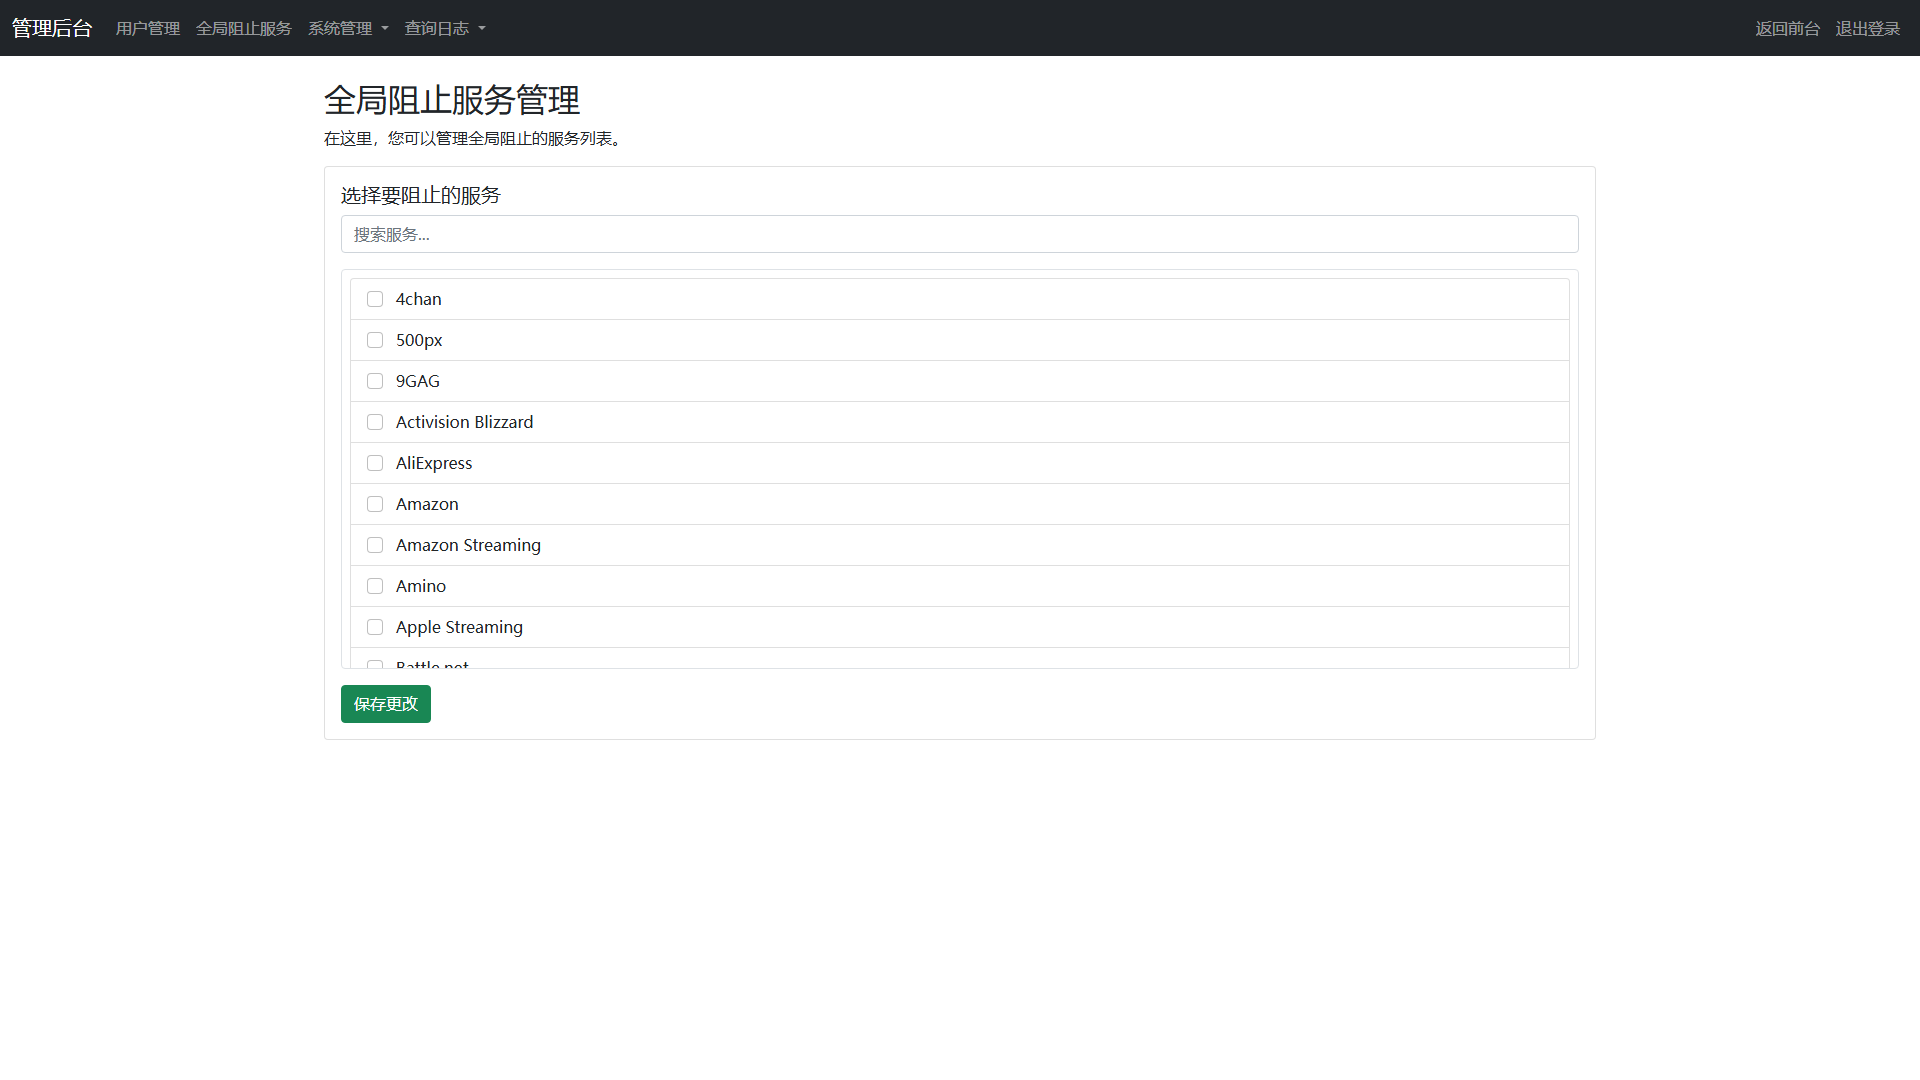 管理后台 用户管理 全局阻止服务 系统管理 查询日志 返回前台 退出登录
全局阻止服务管理
在这里，您可以管理全局阻止的服务列表。
选择要阻止的服务
搜索服务...
4chan
500px
9GAG
Activision Blizzard
AliExpress
Amazon
Amazon Streaming
Amino
Apple Streaming
Battle.net
保存更改